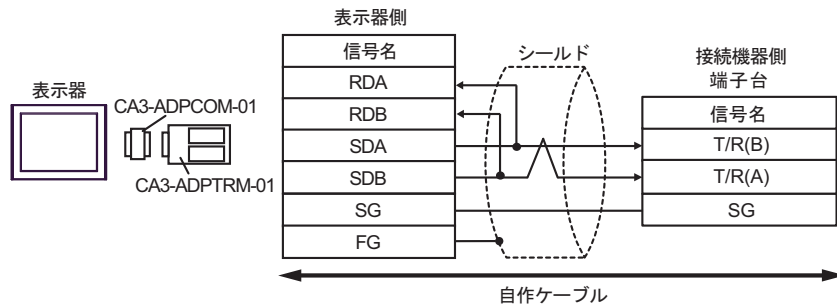 表示器
CA3-ADPCOM-01
CA3-ADPTRM-01
表示器側
信号名
RDA
RDB
SDA
SDB
SG
FG
シールド
接続機器側
端子台
信号名
T/R(B)
T/R(A)
SG
自作ケーブル